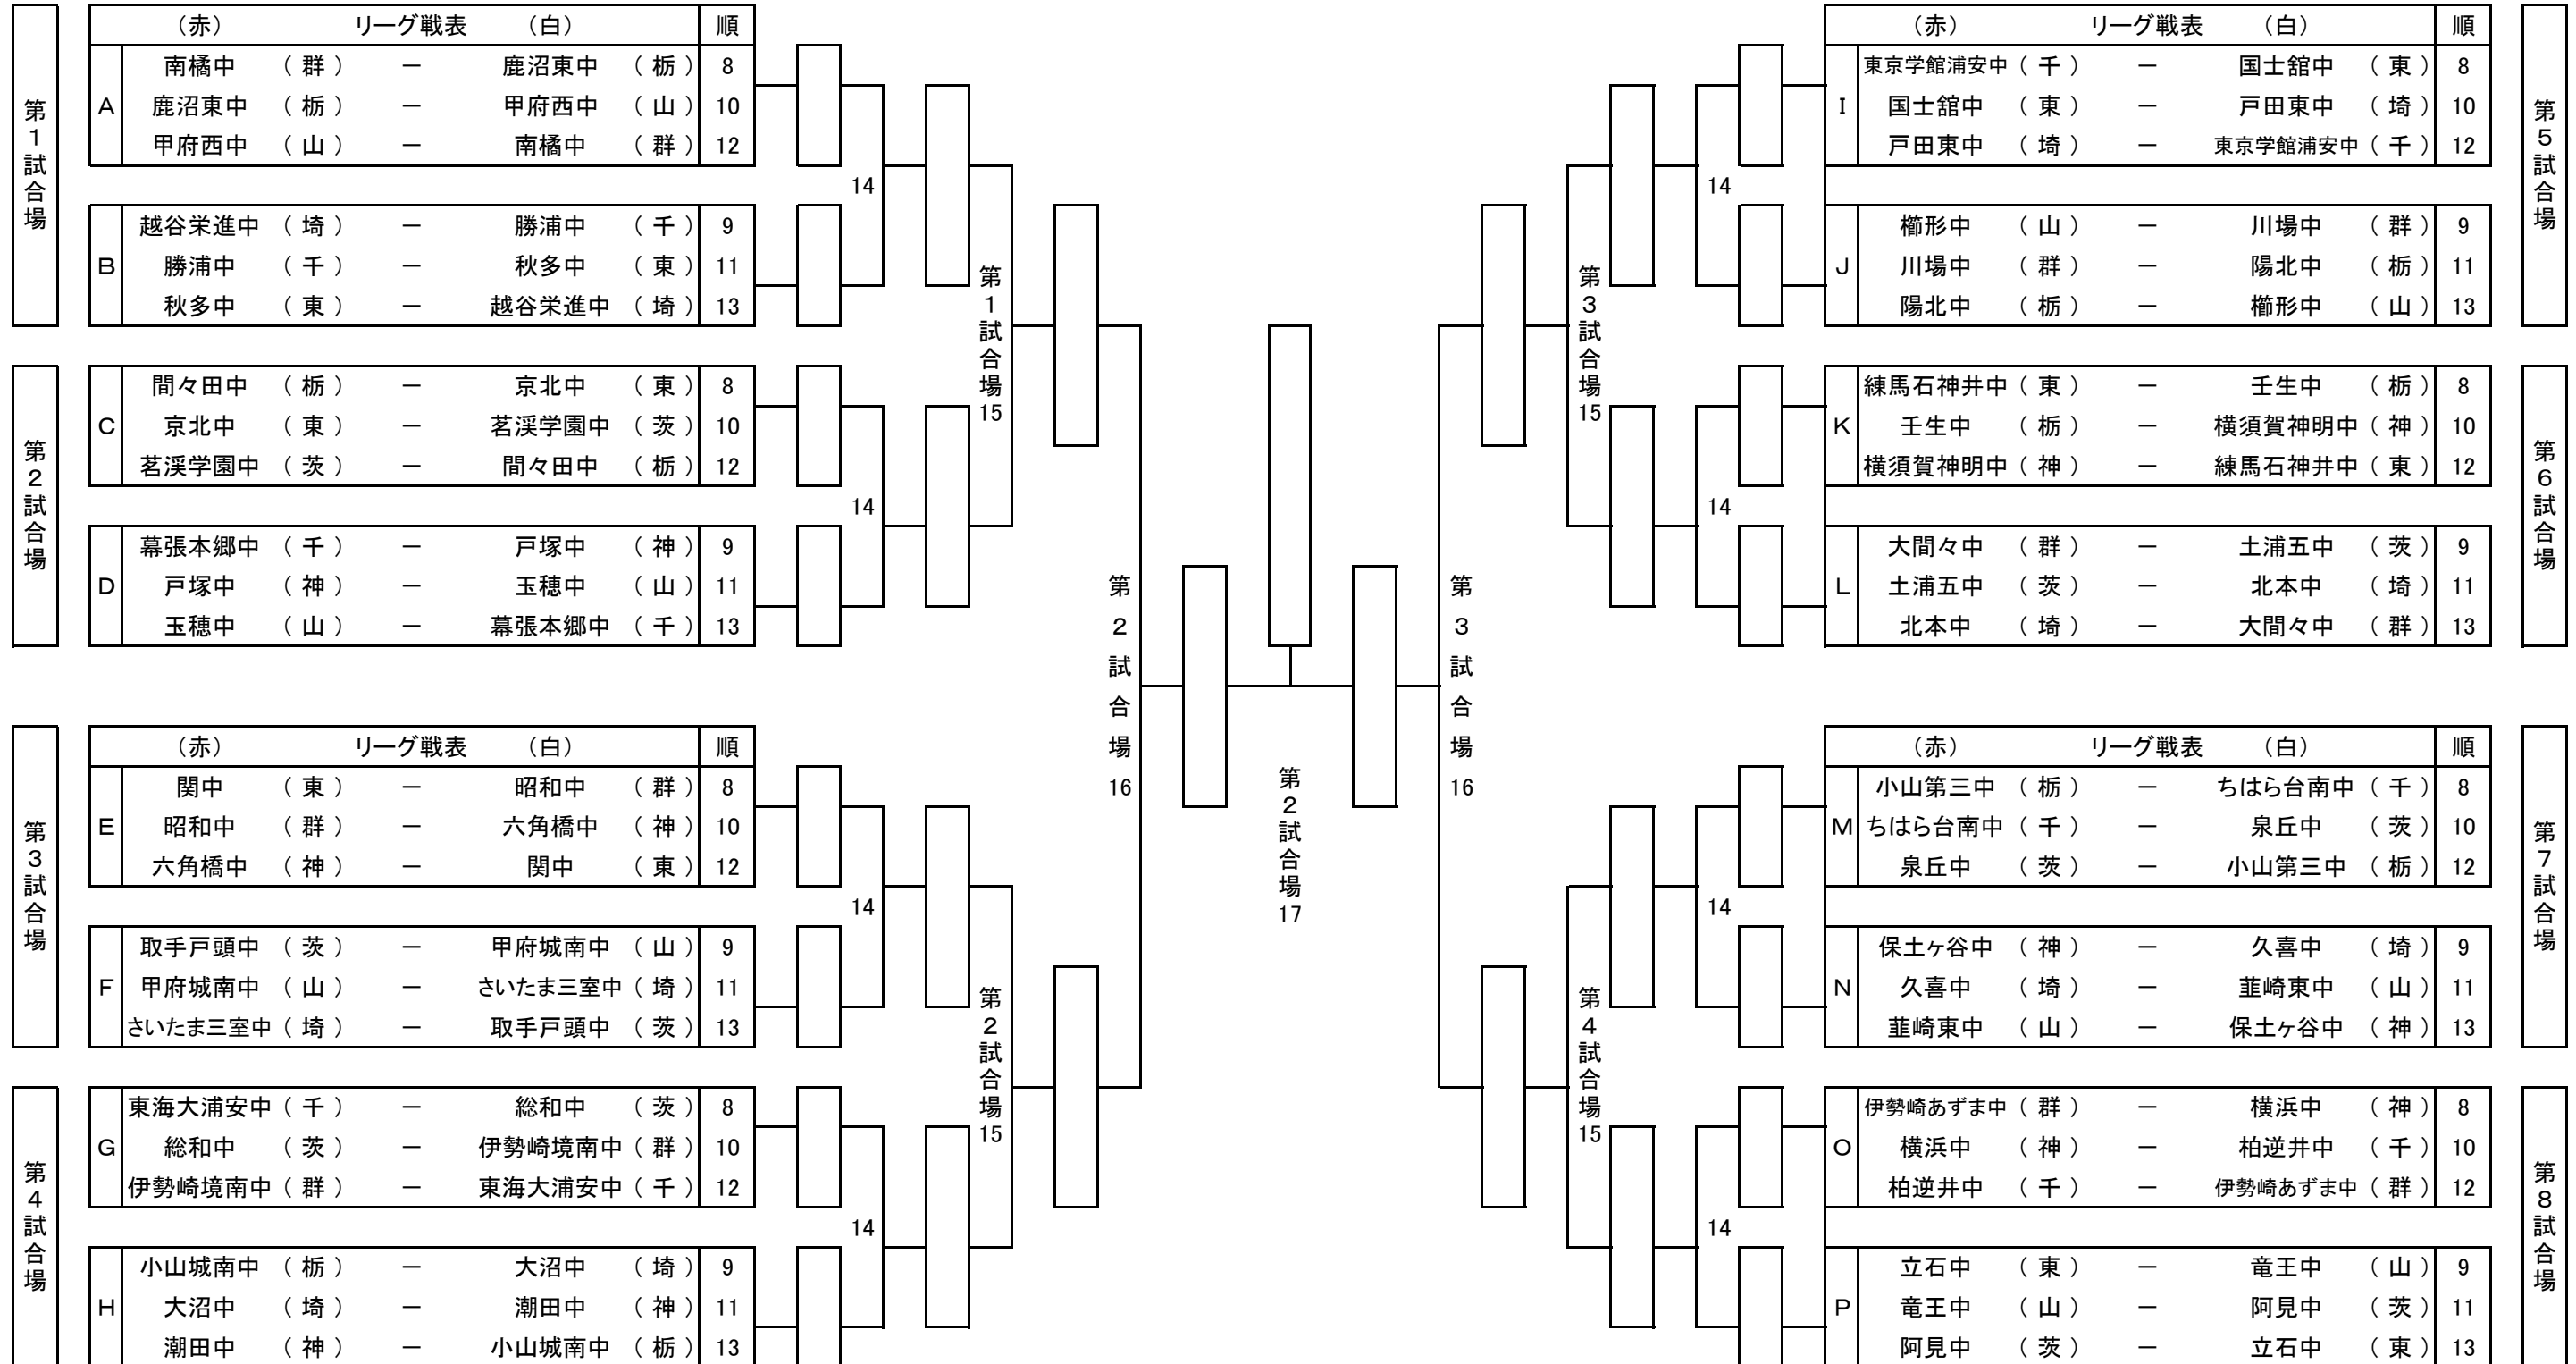 第1試合場
（赤） リーグ戦表 （白） 順
A
南橘中 （ 群 ） － 鹿沼東中 （ 栃 ） 8
鹿沼東中 （ 栃 ） － 甲府西中 （ 山 ） 10
甲府西中 （ 山 ） － 南橘中 （ 群 ） 12
B
越谷栄進中 （ 埼 ） － 勝浦中 （ 千 ） 9
勝浦中 （ 千 ） － 秋多中 （ 東 ） 11
秋多中 （ 東 ） － 越谷栄進中 （ 埼 ） 13
14
第2試合場
C
間々田中 （ 栃 ） － 京北中 （ 東 ） 8
京北中 （ 東 ） － 茗渓学園中 （ 茨 ） 10
茗渓学園中 （ 茨 ） － 間々田中 （ 栃 ） 12
D
幕張本郷中 （ 千 ） － 戸塚中 （ 神 ） 9
戸塚中 （ 神 ） － 玉穂中 （ 山 ） 11
玉穂中 （ 山 ） － 幕張本郷中 （ 千 ） 13
14
第1試合場15
第3試合場
（赤） リーグ戦表 （白） 順
E
関中 （ 東 ） － 昭和中 （ 群 ） 8
昭和中 （ 群 ） － 六角橋中 （ 神 ） 10
六角橋中 （ 神 ） － 関中 （ 東 ） 12
F
取手戸頭中 （ 茨 ） － 甲府城南中 （ 山 ） 9
甲府城南中 （ 山 ） － さいたま三室中 （ 埼 ） 11
さいたま三室中 （ 埼 ） － 取手戸頭中 （ 茨 ） 13
14
第4試合場
G
東海大浦安中 （ 千 ） － 総和中 （ 茨 ） 8
総和中 （ 茨 ） － 伊勢崎境南中 （ 群 ） 10
伊勢崎境南中 （ 群 ） － 東海大浦安中 （ 千 ） 12
H
小山城南中 （ 栃 ） － 大沼中 （ 埼 ） 9
大沼中 （ 埼 ） － 潮田中 （ 神 ） 11
潮田中 （ 神 ） － 小山城南中 （ 栃 ） 13
14
第2試合場15
第2試合場16
第2試合場17
第3試合場16
第3試合場15
（赤） リーグ戦表 （白） 順
I
東京学館浦安中 （ 千 ） － 国士舘中 （ 東 ） 8
国士舘中 （ 東 ） － 戸田東中 （ 埼 ） 10
戸田東中 （ 埼 ） － 東京学館浦安中 （ 千 ） 12
J
櫛形中 （ 山 ） － 川場中 （ 群 ） 9
川場中 （ 群 ） － 陽北中 （ 栃 ） 11
陽北中 （ 栃 ） － 櫛形中 （ 山 ） 13
14
第5試合場
K
練馬石神井中 （ 東 ） － 壬生中 （ 栃 ） 8
壬生中 （ 栃 ） － 横須賀神明中 （ 神 ） 10
横須賀神明中 （ 神 ） － 練馬石神井中 （ 東 ） 12
L
大間々中 （ 群 ） － 土浦五中 （ 茨 ） 9
土浦五中 （ 茨 ） － 北本中 （ 埼 ） 11
北本中 （ 埼 ） － 大間々中 （ 群 ） 13
14
第6試合場
第4試合場15
（赤） リーグ戦表 （白） 順
M
小山第三中 （ 栃 ） － ちはら台南中 （ 千 ） 8
ちはら台南中 （ 千 ） － 泉丘中 （ 茨 ） 10
泉丘中 （ 茨 ） － 小山第三中 （ 栃 ） 12
N
保土ヶ谷中 （ 神 ） － 久喜中 （ 埼 ） 9
久喜中 （ 埼 ） － 韮崎東中 （ 山 ） 11
韮崎東中 （ 山 ） － 保土ヶ谷中 （ 神 ） 13
14
第7試合場
O
伊勢崎あずま中 （ 群 ） － 横浜中 （ 神 ） 8
横浜中 （ 神 ） － 柏逆井中 （ 千 ） 10
柏逆井中 （ 千 ） － 伊勢崎あずま中 （ 群 ） 12
P
立石中 （ 東 ） － 竜王中 （ 山 ） 9
竜王中 （ 山 ） － 阿見中 （ 茨 ） 11
阿見中 （ 茨 ） － 立石中 （ 東 ） 13
14
第8試合場